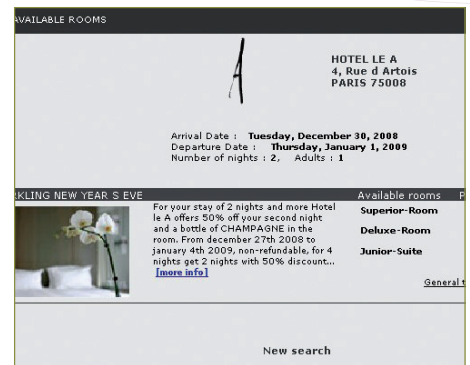 AVAILABLE ROOMS
A
HOTEL LE A
4, Rue d Artois
PARIS 75008
Arrival Date : Tuesday, December 30, 2008
Departure Date : Thursday, January 1, 2009
Number of nights : 2, Adults : 1
RKLING NEW YEAR S EVE
Available rooms P
For your stay of 2 nights and more Hotel
le A offers 50% off your second night
and a bottle of CHAMPAGNE in the
room. From december 27th 2008 to
january 4th 2009, non-refundable, for 4
nights get 2 nights with 50% discount...
[more info]
Superior-Room
Deluxe-Room
Junior-Suite
General t
New search